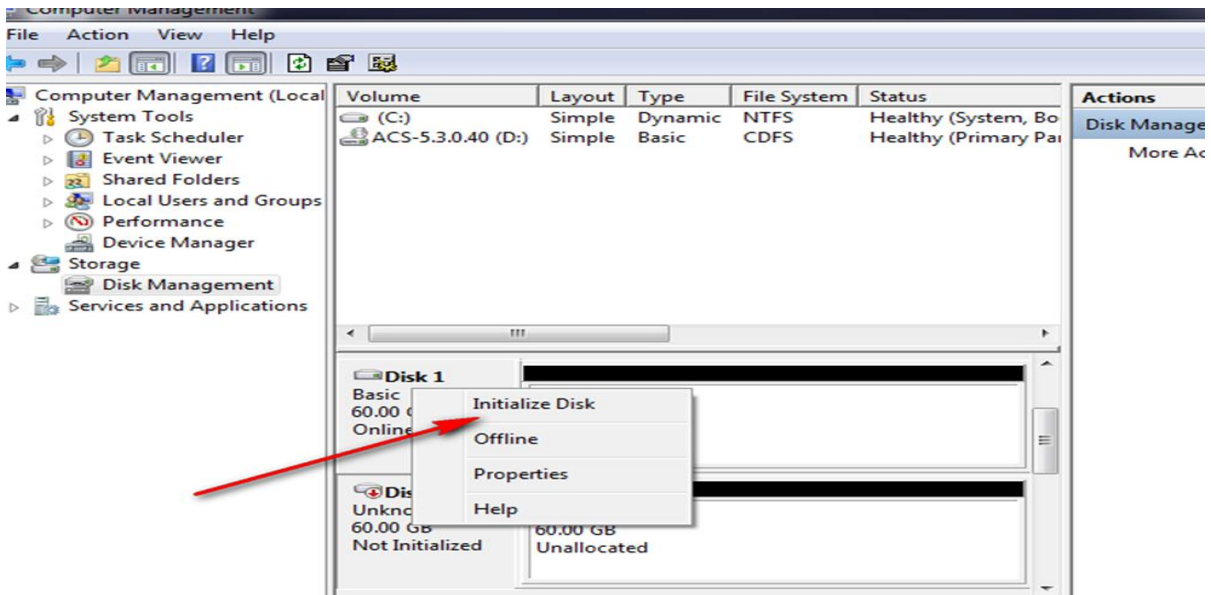 Computer Management
File Action View Help
Computer Management (Local
System Tools
Task Scheduler
Event Viewer
Shared Folders
Local Users and Groups
Performance
Device Manager
Storage
Disk Management
Services and Applications
Volume Layout Type File System Status
(C:) Simple Dynamic NTFS Healthy (System, Bo
ACS-5.3.0.40 (D:) Simple Basic CDFS Healthy (Primary Par
Actions
Disk Manage
More Ac
Disk 1
Basic
60.00
Online
Initialize Disk
Offline
Properties
Help
Dis
Unkno
60.00 GB
Not Initialized
60.00 GB
Unallocated